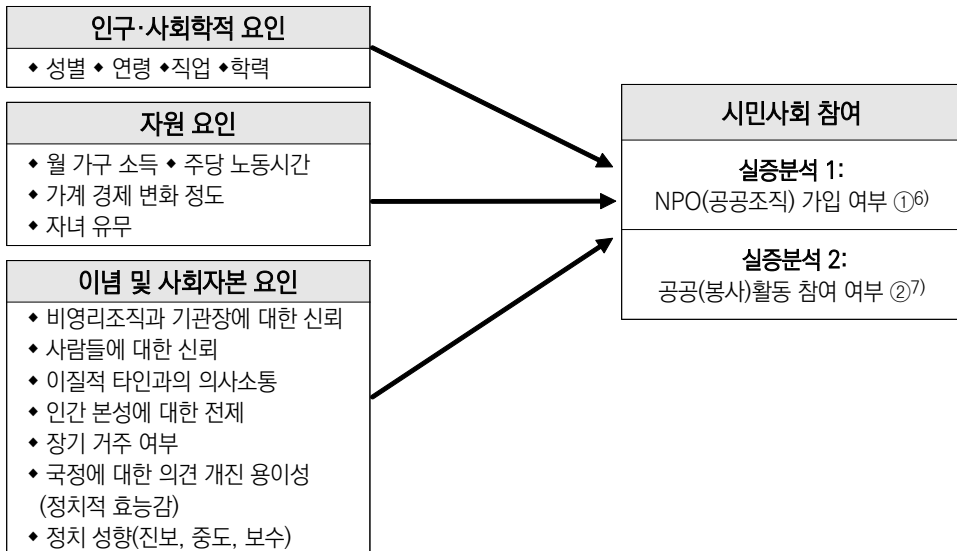 인구·사회학적 요인
◆ 성별 ◆ 연령 ◆직업 ◆학력
자원 요인
◆ 월 가구 소득 ◆ 주당 노동시간
◆ 가계 경제 변화 정도
◆ 자녀 유무
이념 및 사회자본 요인
◆ 비영리조직과 기관장에 대한 신뢰
◆ 사람들에 대한 신뢰
◆ 이질적 타인과의 의사소통
◆ 인간 본성에 대한 전제
◆ 장기 거주 여부
◆ 국정에 대한 의견 개진 용이성
(정치적 효능감)
◆ 정치 성향(진보, 중도, 보수)
시민사회 참여
실증분석 1:
NPO(공공조직) 가입 여부 ①6)
실증분석 2:
공공(봉사)활동 참여 여부 ②7)